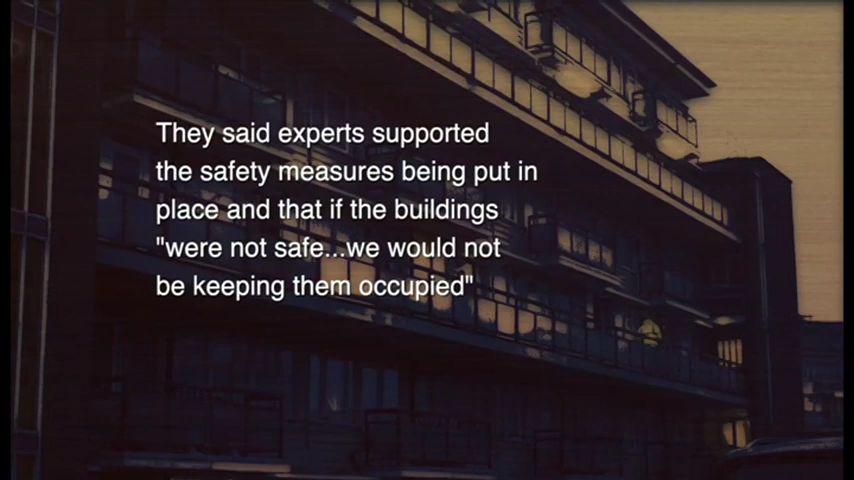 They said experts supported
the safety measures being put in
place and that if the buildings
"were not safe...we would not
be keeping them occupied"